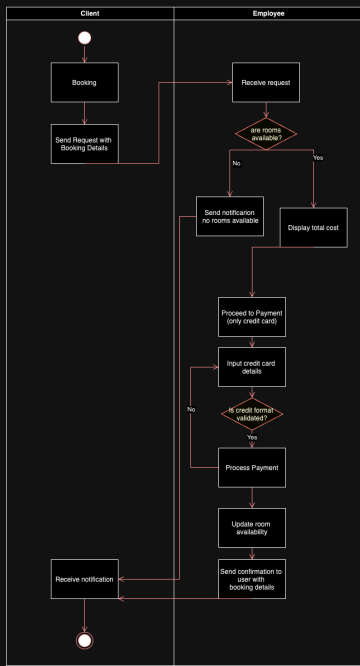 Client
Employee
Booking
Receive request
Send Request with
Booking Details
are rooms
available?
No
Yes
Send notificarion
no rooms available
Display total cost
Proceed to Payment
(only credit card)
Input credit card
details
No
Is credit format
validated?
Yes
Process Payment
Update room
availability
Receive notification
Send confirmation to
user with
booking details